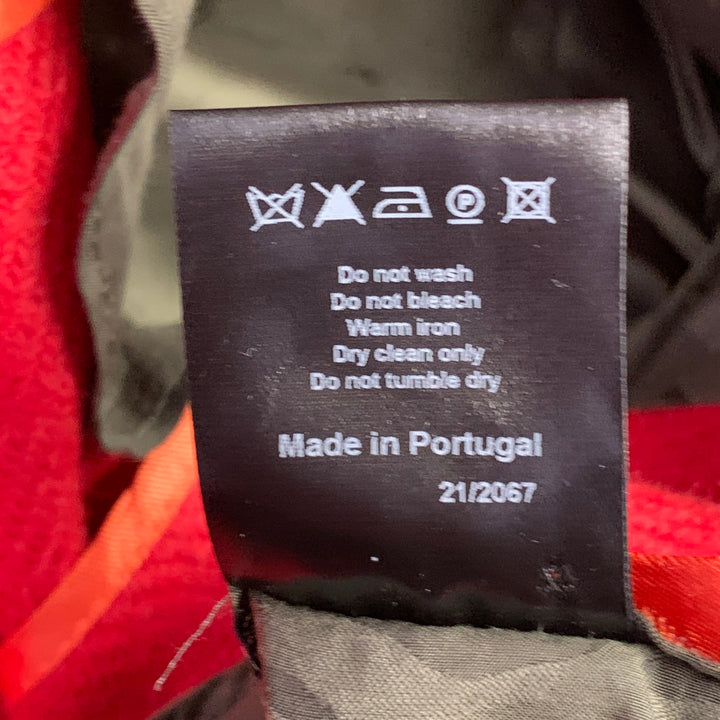 P
Do not wash
Do not bleach
Warm iron
Dry clean only
Do not tumble dry
Made in Portugal
21/2067